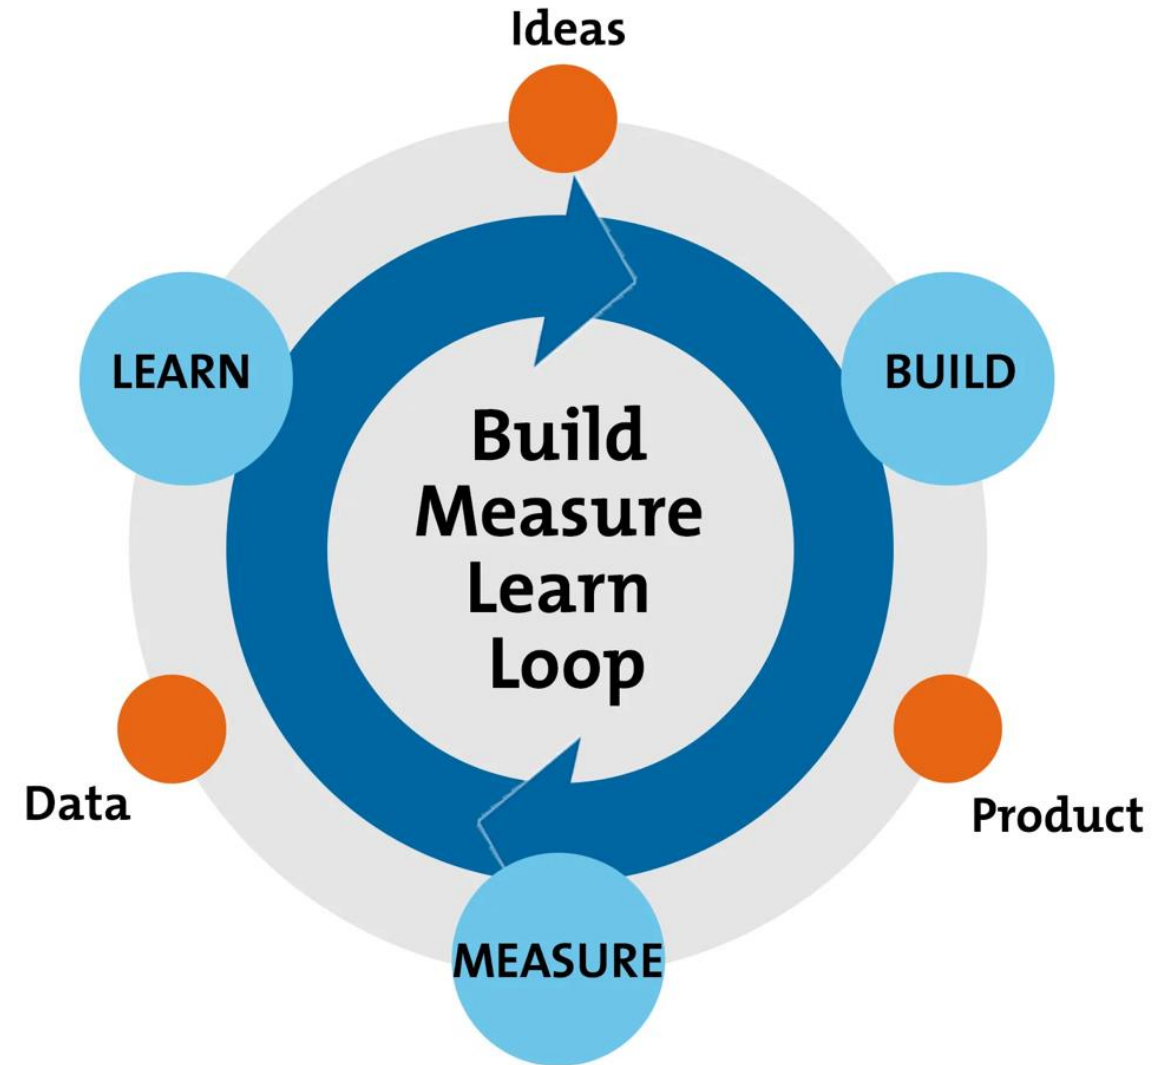 Ideas
LEARN
BUILD
Build
Measure
Learn
Loop
Data
Product
MEASURE